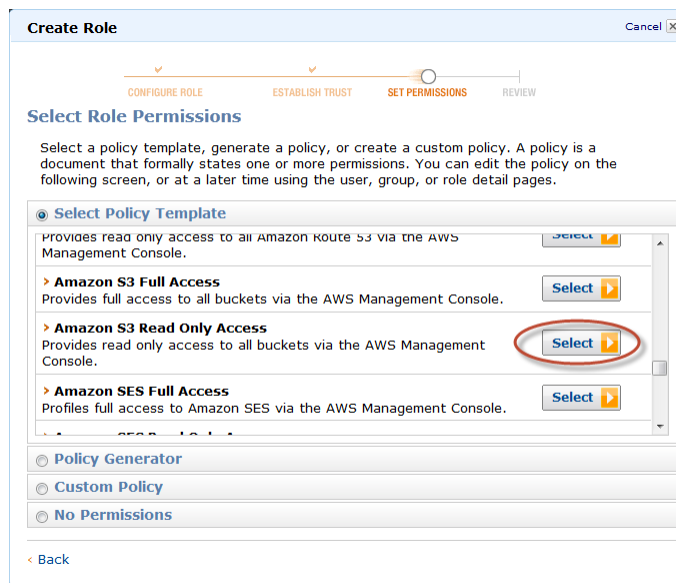 Create Role
Cancel
CONFIGURE ROLE
ESTABLISH TRUST
SET PERMISSIONS
REVIEW
Select Role Permissions
Select a policy template, generate a policy, or create a custom policy. A policy is a
document that formally states one or more permissions. You can edit the policy on the
following screen, or at a later time using the user, group, or role detail pages.
Select Policy Template
Provides read only access to all Amazon Route 53 via the AWS
Management Console.
Select
Amazon S3 Full Access
Provides full access to all buckets via the AWS Management Console.
Select
Amazon S3 Read Only Access
Provides read only access to all buckets via the AWS Management
Console.
Select
Amazon SES Full Access
Profiles full access to Amazon SES via the AWS Management Console.
Select
Policy Generator
Custom Policy
No Permissions
< Back